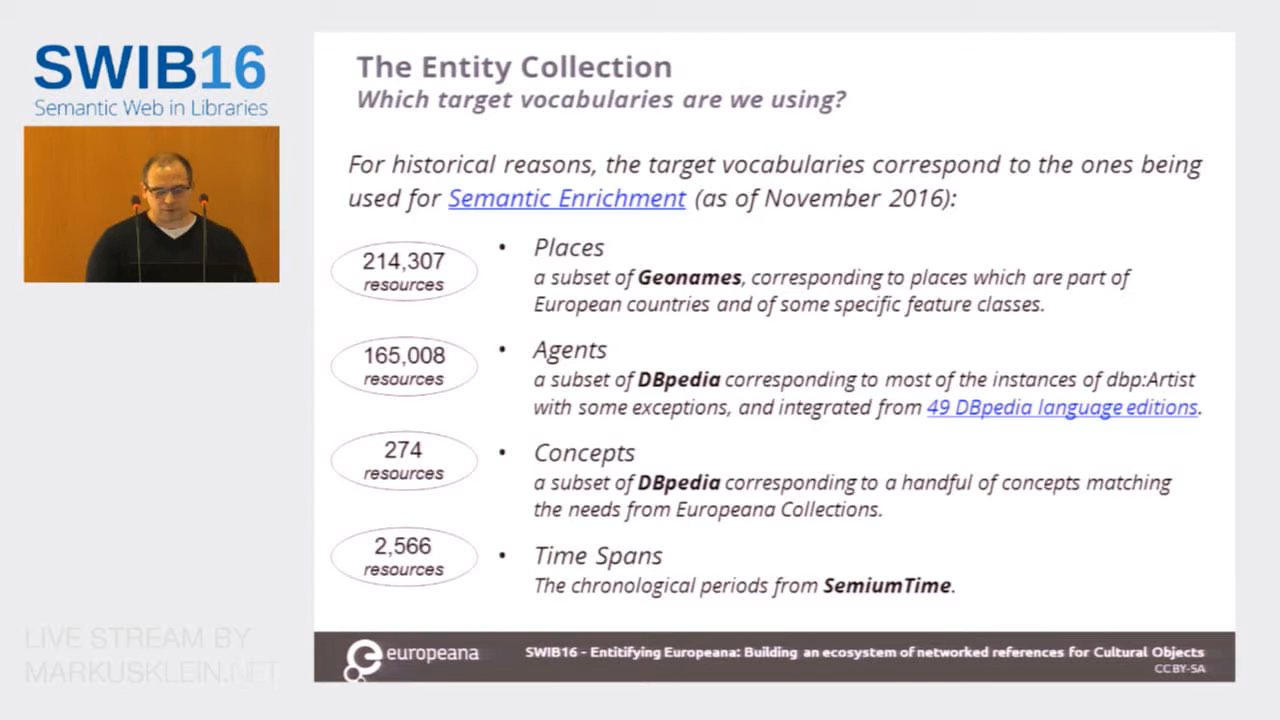 SWIB16
Semantic Web in Libraries
The Entity Collection
Which target vocabularies are we using?
For historical reasons, the target vocabularies correspond to the ones being
used for Semantic Enrichment (as of November 2016):
214,307
resources
• Places
a subset of Geonames, corresponding to places which are part of
European countries and of some specific feature classes.
165,008
resources
• Agents
a subset of DBpedia corresponding to most of the instances of dbp:Artist
with some exceptions, and integrated from 49 DBpedia language editions.
274
resources
• Concepts
a subset of DBpedia corresponding to a handful of concepts matching
the needs from Europeana Collections.
2,566
resources
• Time Spans
The chronological periods from SemiumTime.
LIVE STREAM BY
MARKUSKLEIN.NET
europeana
SWIB16 - Entitifying Europeana: Building an ecosystem of networked references for Cultural Objects
CC BY-SA